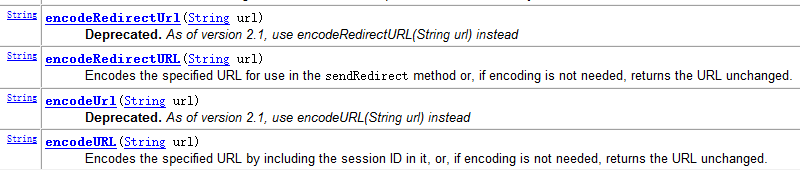 String encodeRedirectUrl(String url)
Deprecated. As of version 2.1, use encodeRedirectURL(String url) instead
String encodeRedirectURL(String url)
Encodes the specified URL for use in the sendRedirect method or, if encoding is not needed, returns the URL unchanged.
String encodeUrl(String url)
Deprecated. As of version 2.1, use encodeURL(String url) instead
String encodeURL(String url)
Encodes the specified URL by including the session ID in it, or, if encoding is not needed, returns the URL unchanged.